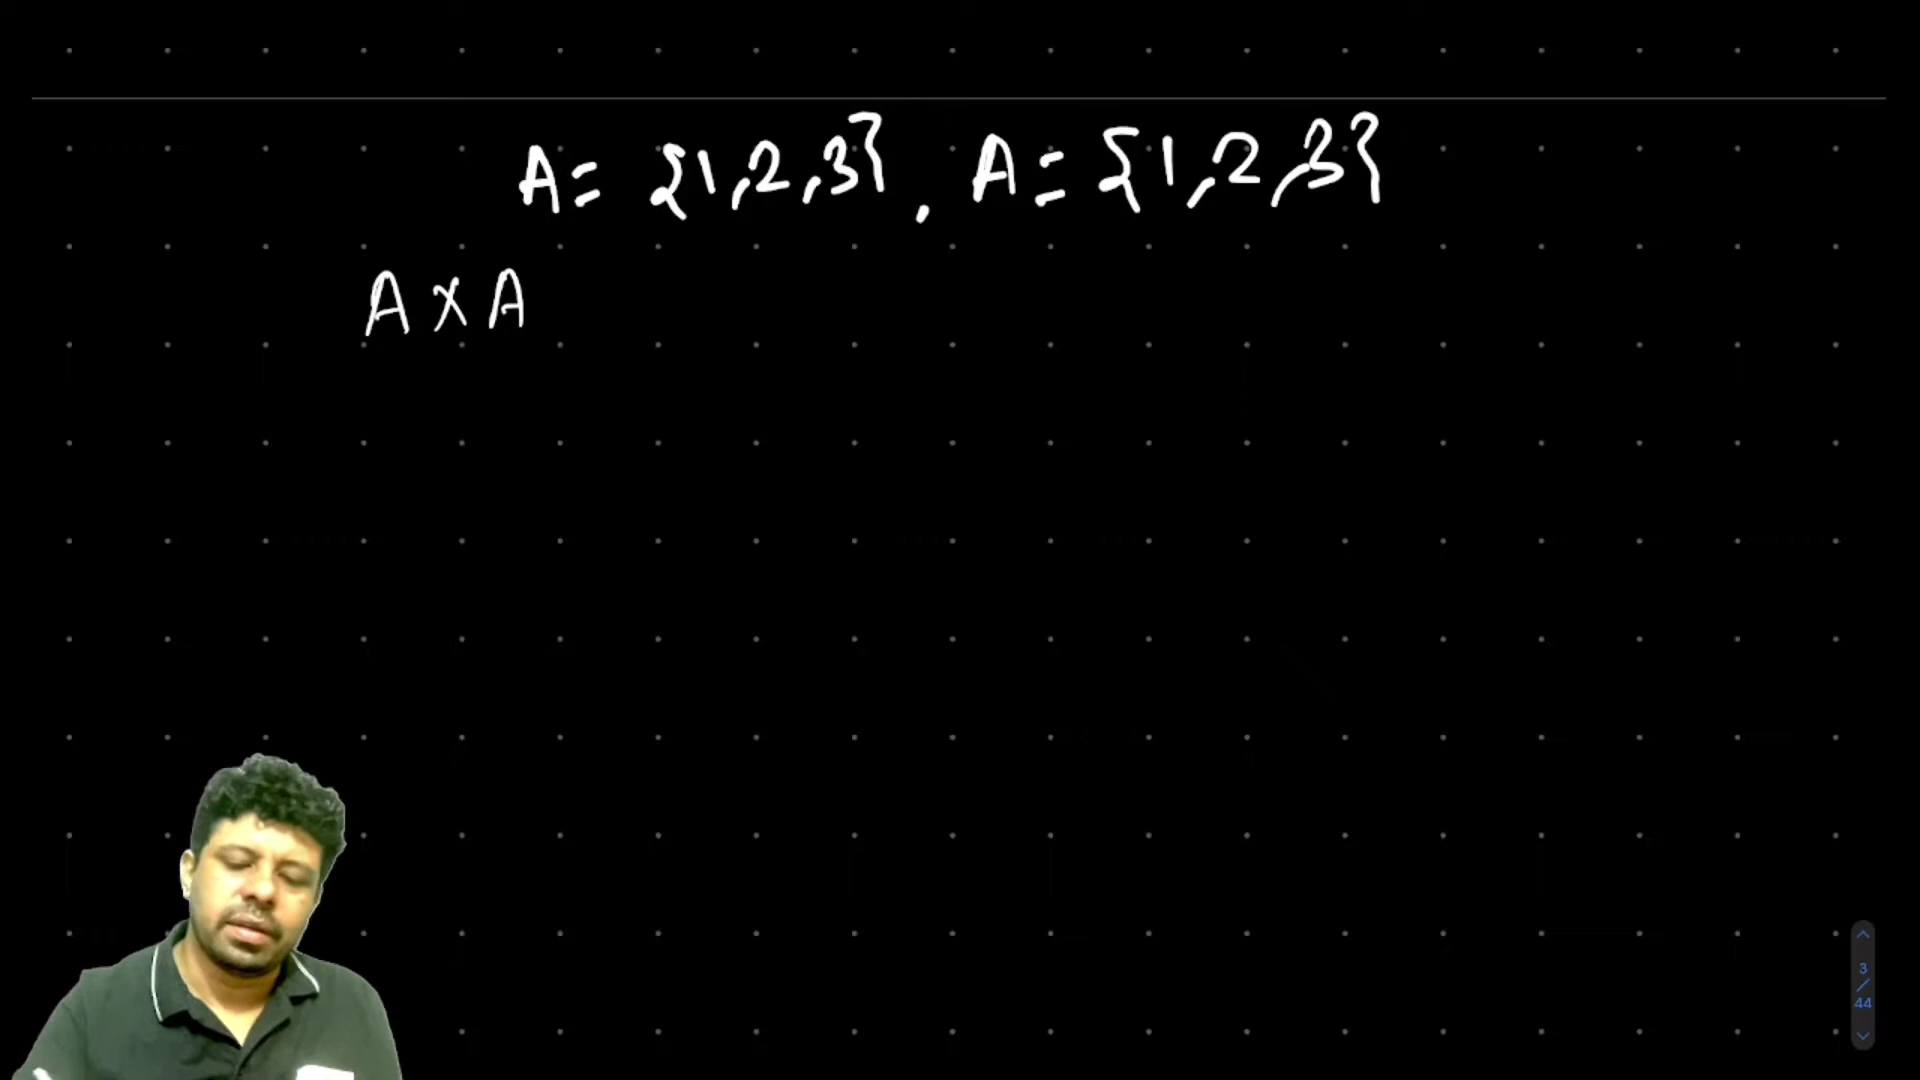 A = {1,2,3} , A = {1,2,3}
A x A
3
/
44